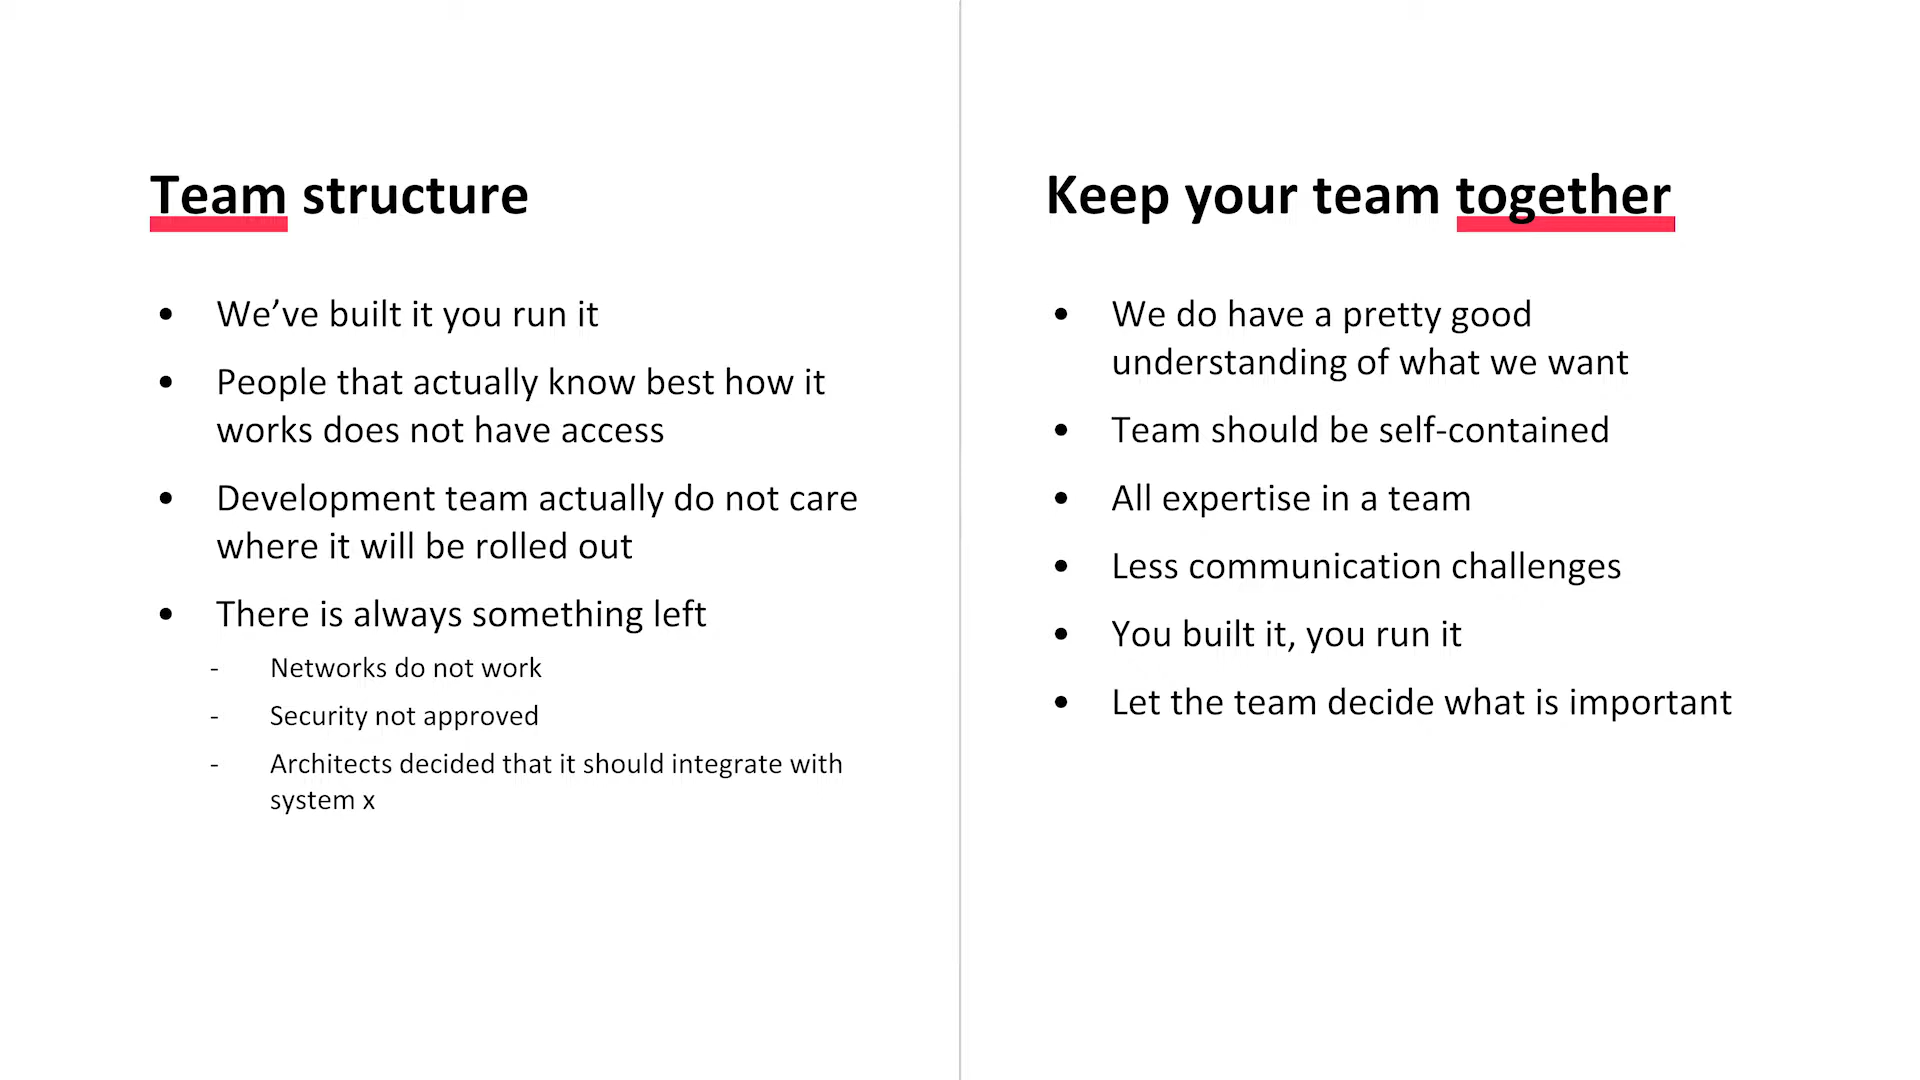 Team structure
• We’ve built it you run it
• People that actually know best how it
works does not have access
• Development team actually do not care
where it will be rolled out
• There is always something left
- Networks do not work
- Security not approved
- Architects decided that it should integrate with
system x
Keep your team together
• We do have a pretty good
understanding of what we want
• Team should be self-contained
• All expertise in a team
• Less communication challenges
• You built it, you run it
• Let the team decide what is important